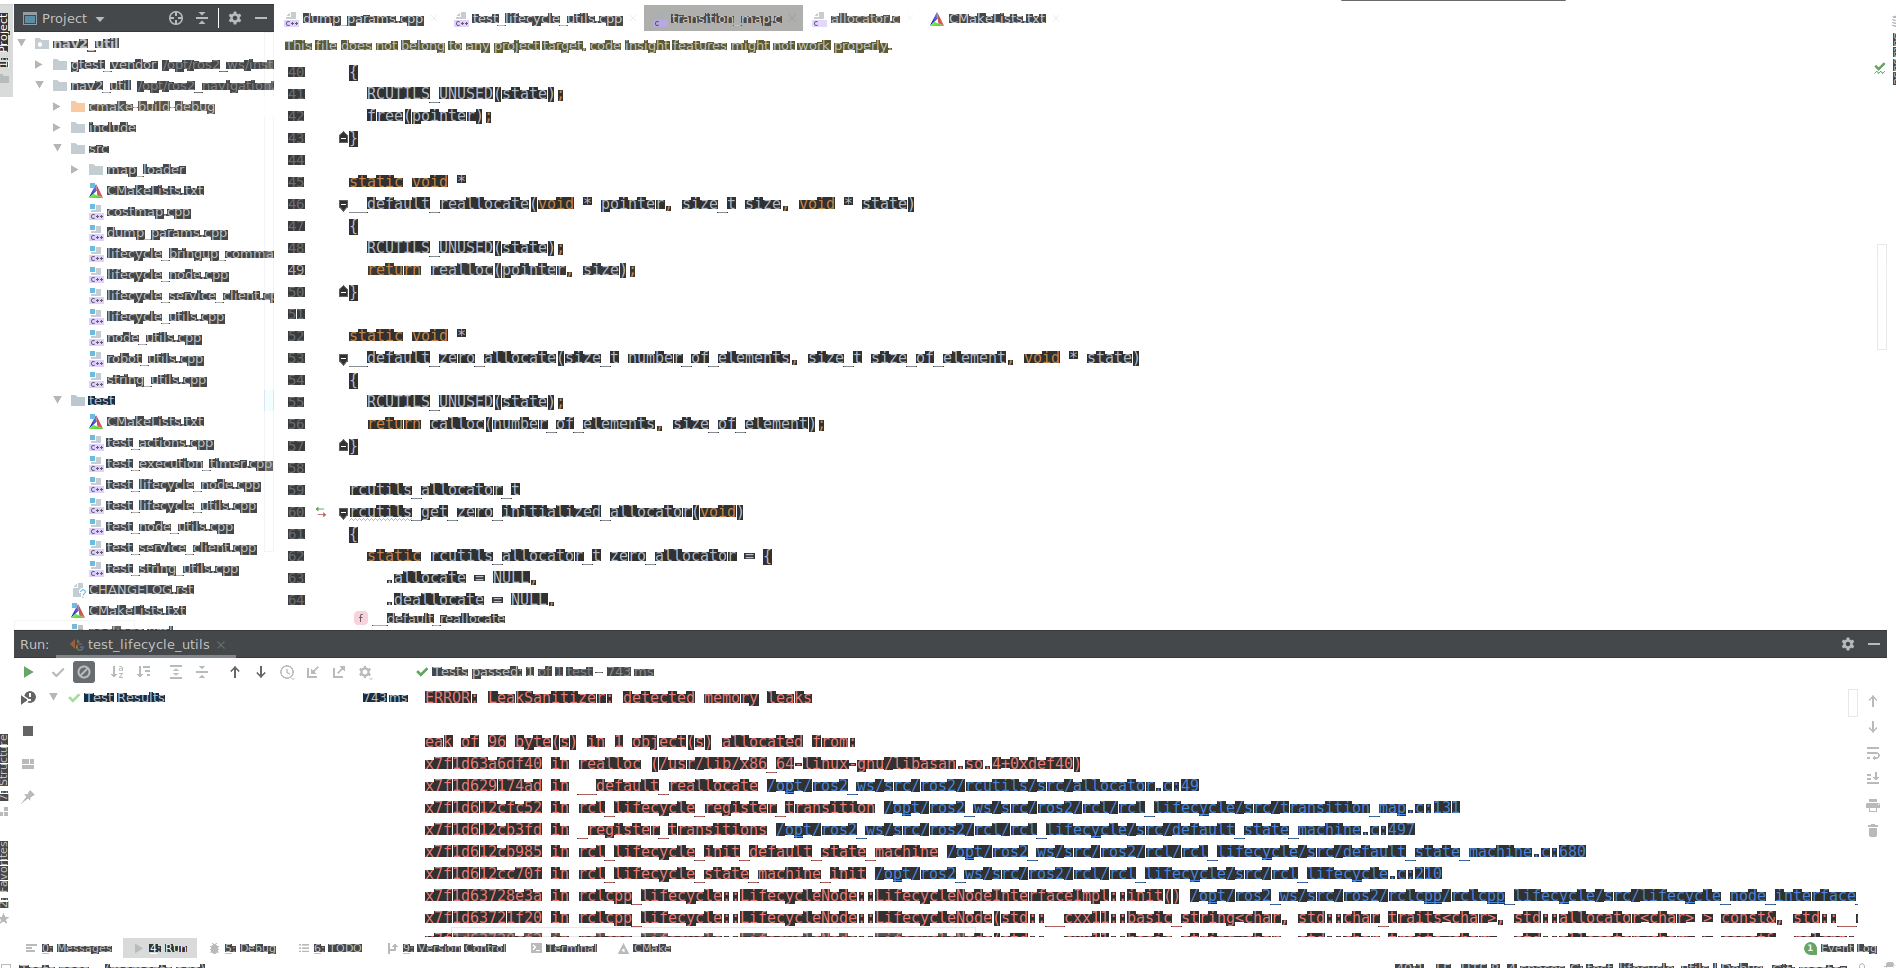 Project
dump_params.cpp
test_lifecycle_utils.cpp
transition_map.c
allocator.c
CMakeLists.txt
This file does not belong to any project target, code insight features might not work properly.
nav2_util
gtest_vendor /opt/ros2_ws/inst
nav2_util /opt/ros2_navigation
cmake-build-debug
include
src
map_loader
CMakeLists.txt
costmap.cpp
dump_params.cpp
lifecycle_bringup_comma
lifecycle_node.cpp
lifecycle_service_client.cp
lifecycle_utils.cpp
node_utils.cpp
robot_utils.cpp
string_utils.cpp
test
CMakeLists.txt
test_actions.cpp
test_execution_timer.cpp
test_lifecycle_node.cpp
test_lifecycle_utils.cpp
test_node_utils.cpp
test_service_client.cpp
test_string_utils.cpp
CHANGELOG.rst
CMakeLists.txt
40 {
41 RCUTILS_UNUSED(state);
42 free(pointer);
43 }
44
45 static void *
46 __default_reallocate(void * pointer, size_t size, void * state)
47 {
48 RCUTILS_UNUSED(state);
49 return realloc(pointer, size);
50 }
51
52 static void *
53 __default_zero_allocate(size_t number_of_elements, size_t size_of_element, void * state)
54 {
55 RCUTILS_UNUSED(state);
56 return calloc(number_of_elements, size_of_element);
57 }
58
59 rcutils_allocator_t
60 rcutils_get_zero_initialized_allocator(void)
61 {
62 static rcutils_allocator_t zero_allocator = {
63 .allocate = NULL,
64 .deallocate = NULL,
f __default_reallocate
Run: test_lifecycle_utils
Tests passed: 1 of 1 test – 743 ms
Test Results 743 ms
ERROR: LeakSanitizer: detected memory leaks
eak of 96 byte(s) in 1 object(s) allocated from:
x7f1d63a6df40 in realloc (/usr/lib/x86_64-linux-gnu/libasan.so.4+0xdef40)
x7f1d629174ad in __default_reallocate /opt/ros2_ws/src/ros2/rcutils/src/allocator.c:49
x7f1d612cfc52 in rcl_lifecycle_register_transition /opt/ros2_ws/src/ros2/rcl/rcl_lifecycle/src/transition_map.c:131
x7f1d612cb3fd in _register_transitions /opt/ros2_ws/src/ros2/rcl/rcl_lifecycle/src/default_state_machine.c:497
x7f1d612cb985 in rcl_lifecycle_init_default_state_machine /opt/ros2_ws/src/ros2/rcl/rcl_lifecycle/src/default_state_machine.c:680
x7f1d612cc70f in rcl_lifecycle_state_machine_init /opt/ros2_ws/src/ros2/rcl/rcl_lifecycle/src/rcl_lifecycle.c:210
x7f1d63728e3a in rclcpp_lifecycle::LifecycleNode::LifecycleNodeInterfaceImpl::init() /opt/ros2_ws/src/ros2/rclcpp/rclcpp_lifecycle/src/lifecycle_node_interface
x7f1d63721f20 in rclcpp_lifecycle::LifecycleNode::LifecycleNode(std::__cxx11::basic_string<char, std::char_traits<char>, std::allocator<char> > const&, std::__
0: Messages
4: Run
5: Debug
6: TODO
9: Version Control
Terminal
CMake
1 Event Log